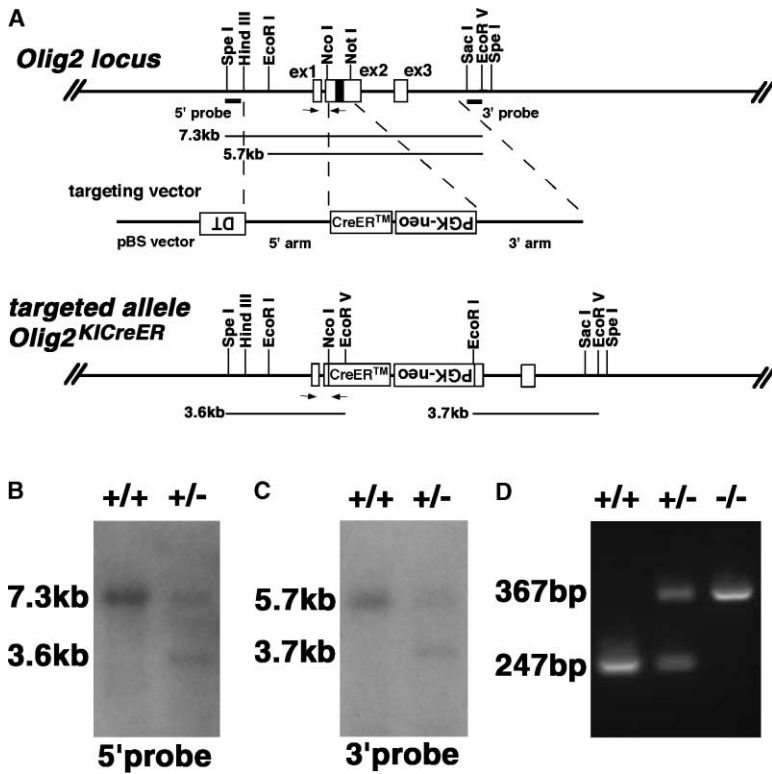 A
Olig2 locus
Spe I
Hind III
EcoR I
Nco I
Not I
Sac I
EcoR V
Spe I
ex1
ex2
ex3
5' probe
3' probe
7.3kb
5.7kb
targeting vector
DT
CreER™
PGK-neo
pBS vector
5' arm
3' arm
targeted allele
Olig2KICreER
Spe I
Hind III
EcoR I
Nco I
EcoR V
EcoR I
Sac I
EcoR V
Spe I
CreER™
PGK-neo
3.6kb
3.7kb
B
+/+ +/-
7.3kb
3.6kb
5'probe
C
+/+ +/-
5.7kb
3.7kb
3'probe
D
+/+ +/- -/-
367bp
247bp